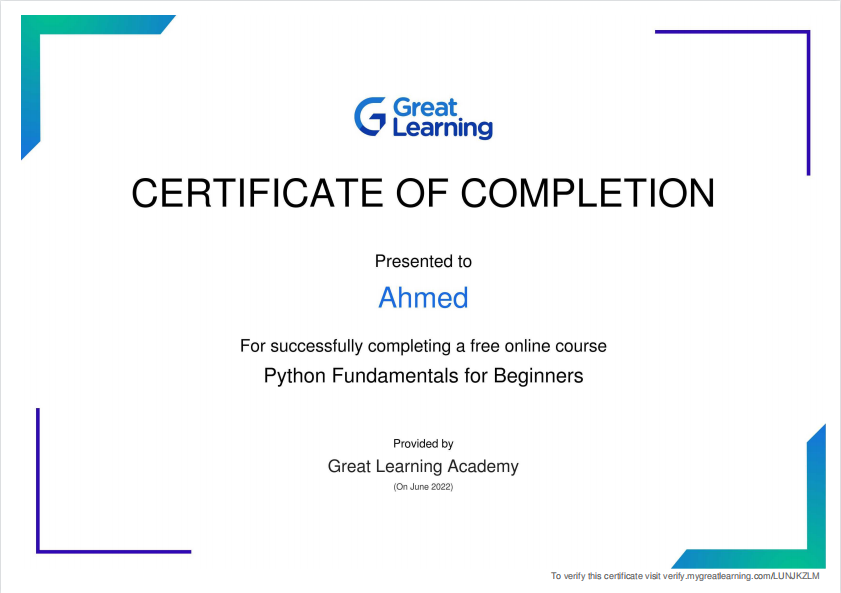 Great
Learning
CERTIFICATE OF COMPLETION
Presented to
Ahmed
For successfully completing a free online course
Python Fundamentals for Beginners
Provided by
Great Learning Academy
(On June 2022)
To verify this certificate visit verify.mygreatlearning.com/LUNJKZLM